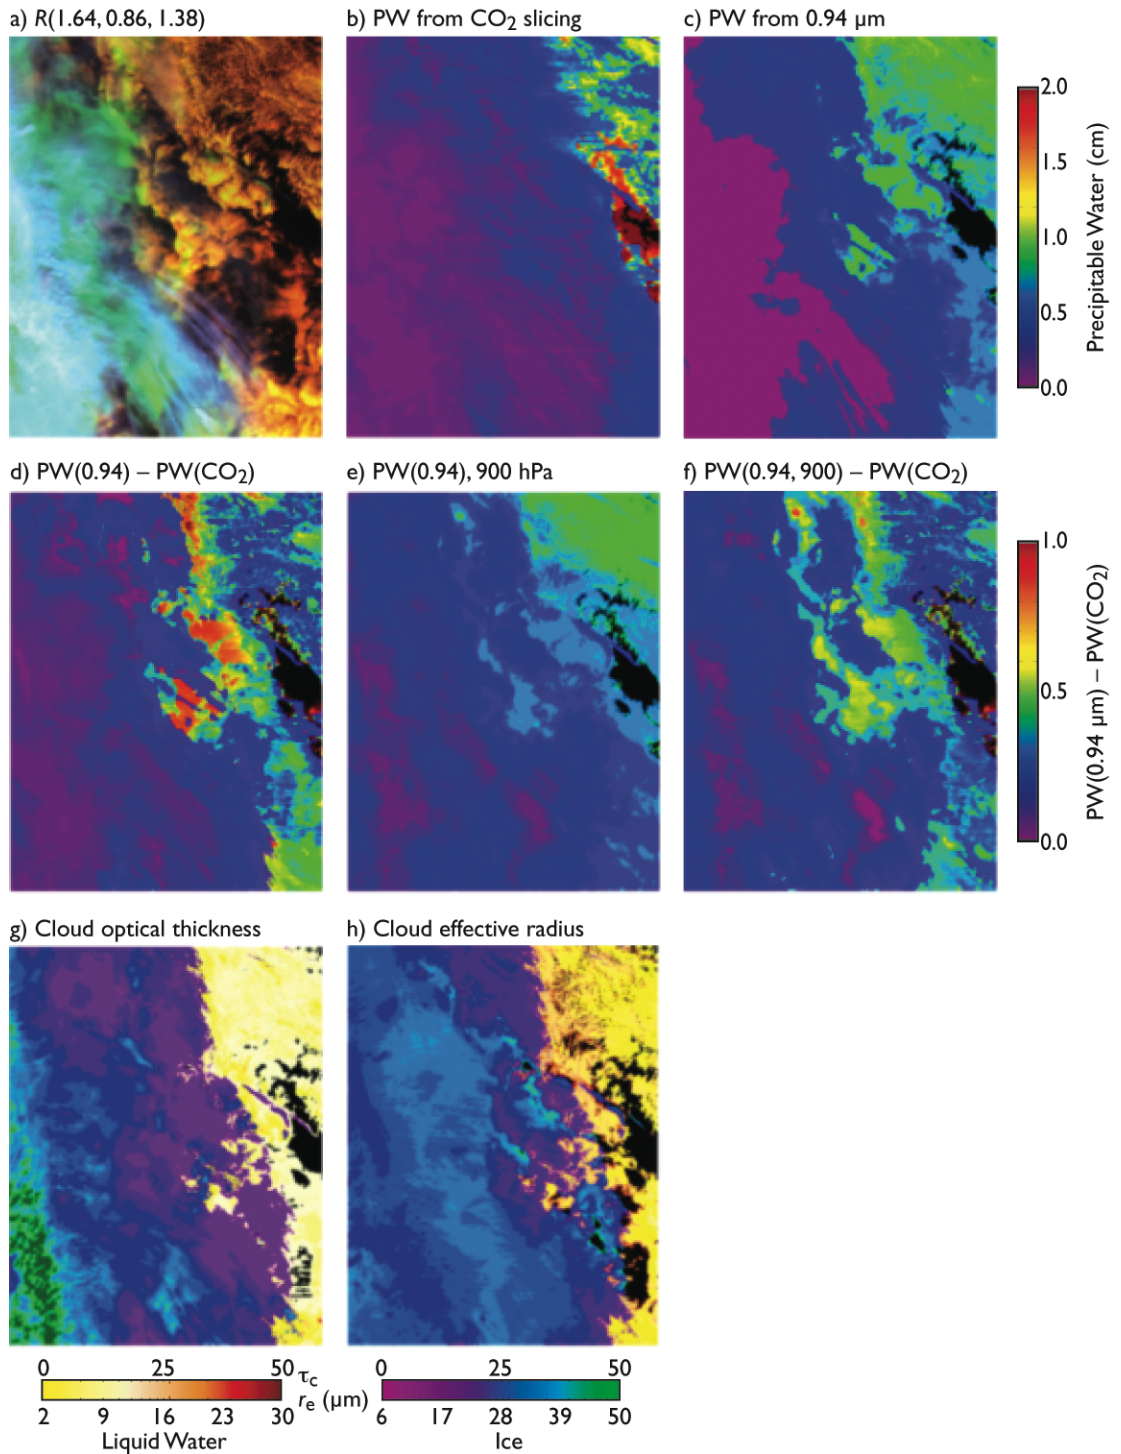 a) R(1.64, 0.86, 1.38)
b) PW from CO₂ slicing
c) PW from 0.94 µm
2.0
1.5
1.0
0.5
0.0
Precipitable Water (cm)
d) PW(0.94) – PW(CO₂)
e) PW(0.94), 900 hPa
f) PW(0.94, 900) – PW(CO₂)
1.0
0.5
0.0
PW(0.94 µm) – PW(CO₂)
g) Cloud optical thickness
h) Cloud effective radius
0 25 50 τc 0 25 50
2 9 16 23 30 re (µm) 6 17 28 39 50
Liquid Water Ice